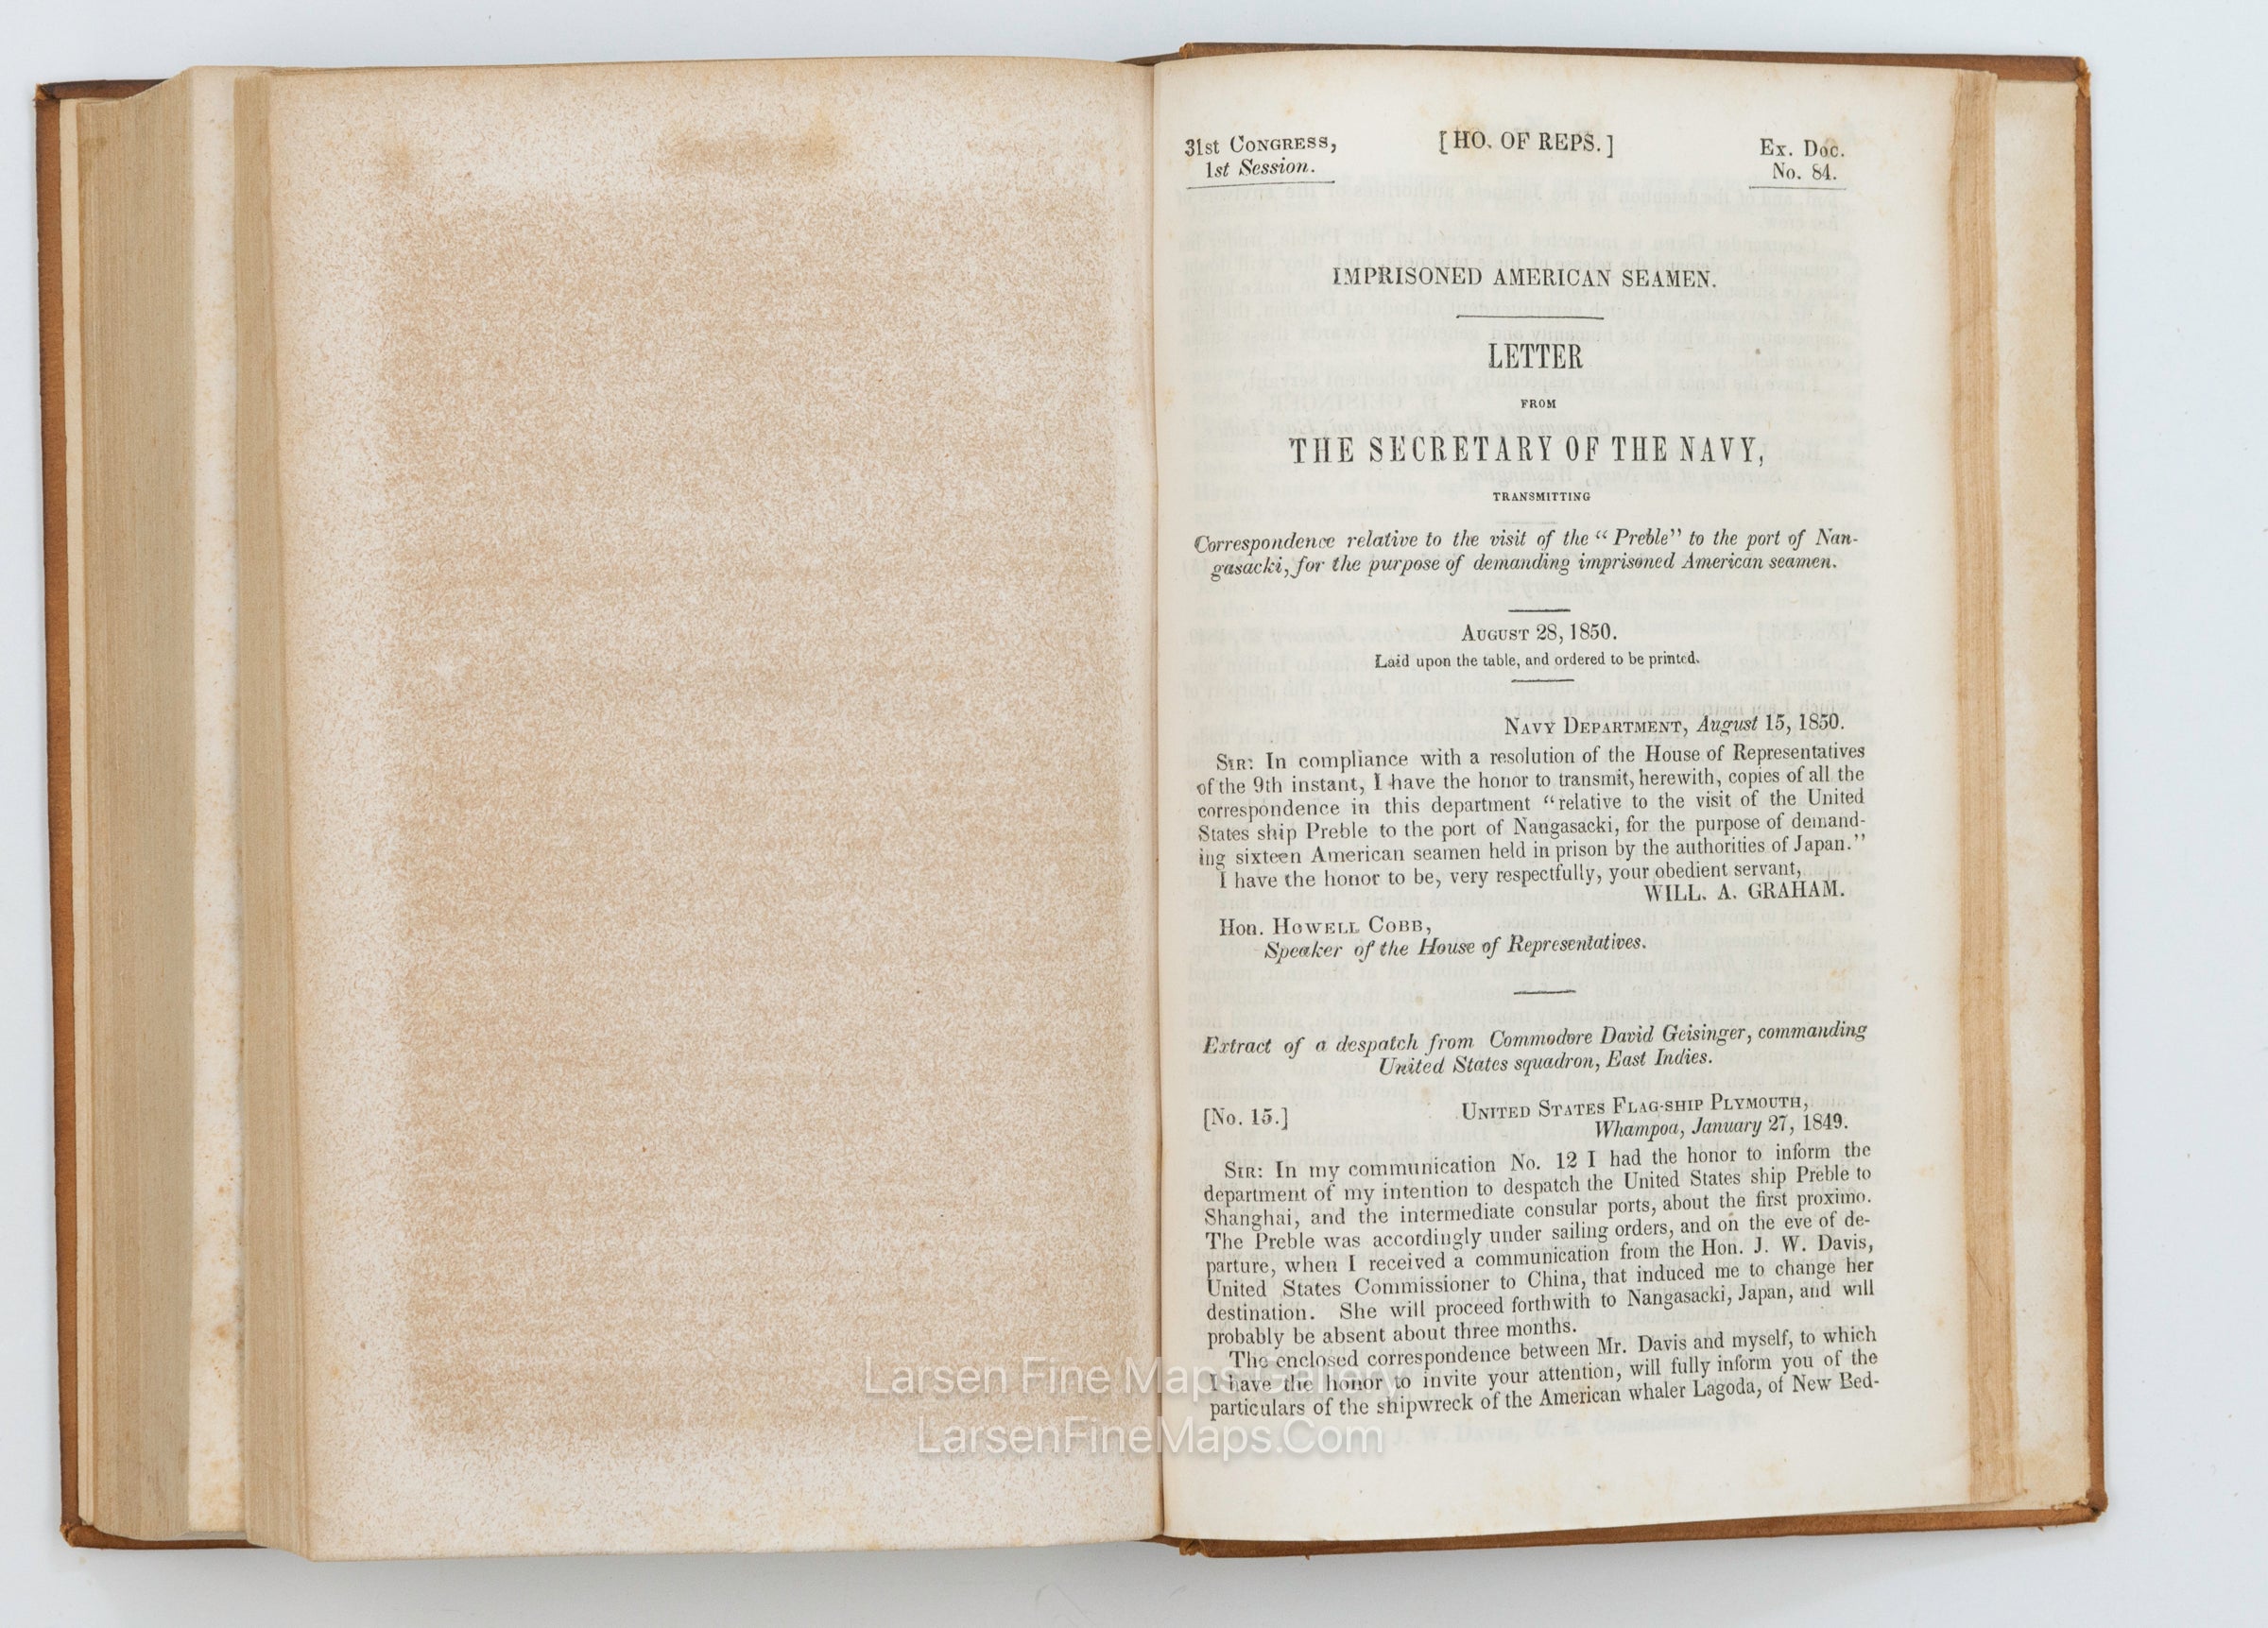 31st Congress,
1st Session.
[HO. OF REPS.]
Ex. Doc.
No. 84.
IMPRISONED AMERICAN SEAMEN.
LETTER
FROM
THE SECRETARY OF THE NAVY,
TRANSMITTING
Correspondence relative to the visit of the "Preble" to the port of Nan-
gasacki, for the purpose of demanding imprisoned American seamen.
August 28, 1850.
Laid upon the table, and ordered to be printed.
Navy Department, August 15, 1850.
Sir: In compliance with a resolution of the House of Representatives
of the 9th instant, I have the honor to transmit, herewith, copies of all the
correspondence in this department "relative to the visit of the United
States ship Preble to the port of Nangasacki, for the purpose of demand-
ing sixteen American seamen held in prison by the authorities of Japan."
I have the honor to be, very respectfully, your obedient servant,
WILL. A. GRAHAM.
Hon. Howell Cobb,
Speaker of the House of Representatives.
Extract of a despatch from Commodore David Geisinger, commanding
United States squadron, East Indies.
[No. 15.]
United States Flag-ship Plymouth,
Whampoa, January 27, 1849.
Sir: In my communication No. 12 I had the honor to inform the
department of my intention to despatch the United States ship Preble to
Shanghai, and the intermediate consular ports, about the first proximo.
The Preble was accordingly under sailing orders, and on the eve of de-
parture, when I received a communication from the Hon. J. W. Davis,
United States Commissioner to China, that induced me to change her
destination. She will proceed forthwith to Nangasacki, Japan, and will
probably be absent about three months.
The enclosed correspondence between Mr. Davis and myself, to which
I have the honor to invite your attention, will fully inform you of the
particulars of the shipwreck of the American whaler Lagoda, of New Bed-
Larsen Fine Maps Gallery
LarsenFineMaps.Com